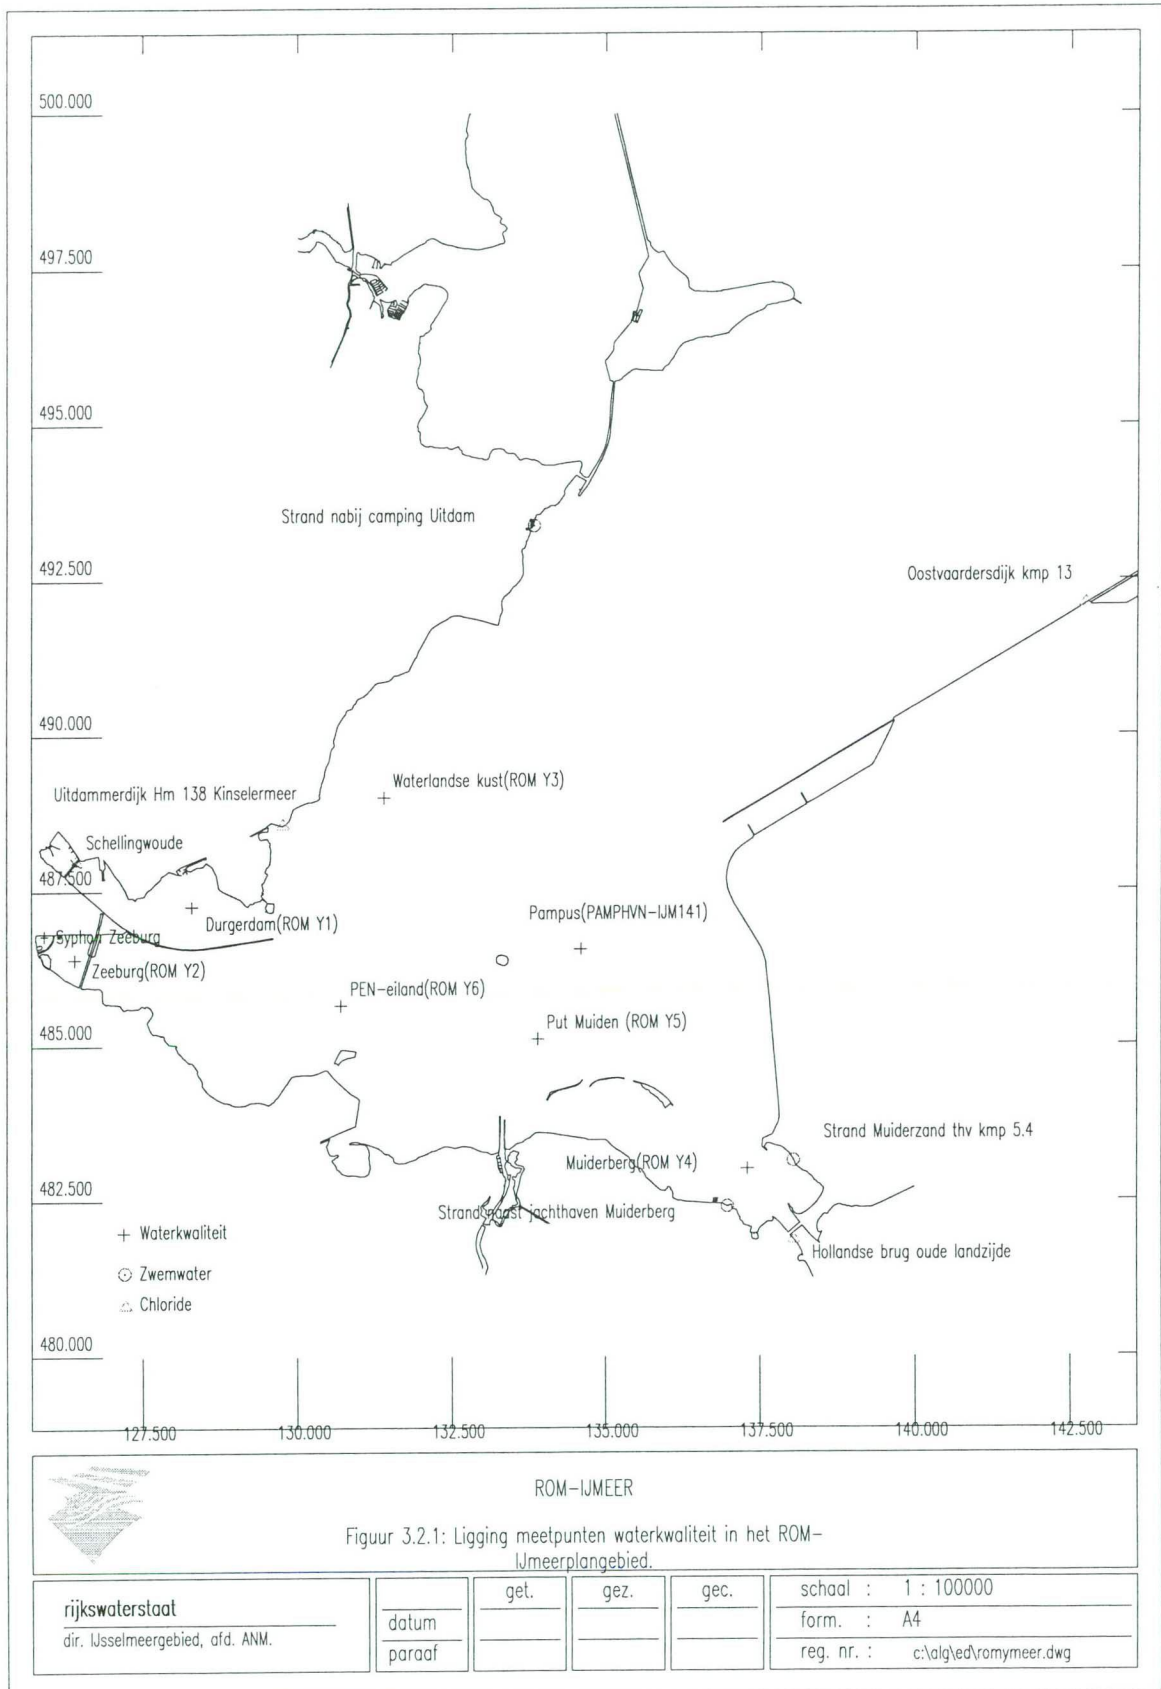 500.000
497.500
495.000
Strand nabij camping Uitdam
492.500
Oostvaardersdijk kmp 13
490.000
Waterlandse kust(ROM Y3)
Uitdammerdijk Hm 138 Kinselermeer
Schellingwoude
487.500
Durgerdam(ROM Y1)
Pampus(PAMPHVN-IJM141)
Syphon Zeeburg
Zeeburg(ROM Y2)
PEN-eiland(ROM Y6)
Put Muiden (ROM Y5)
485.000
Strand Muiderzand thv kmp 5.4
Muiderberg(ROM Y4)
482.500
Strand naast jachthaven Muiderberg
Waterkwaliteit
Hollandse brug oude landzijde
Zwemwater
Chloride
480.000
127.500 130.000 132.500 135.000 137.500 140.000 142.500
ROM-IJMEER
Figuur 3.2.1: Ligging meetpunten waterkwaliteit in het ROM-
IJmeerplangebied.
rijkswaterstaat
dir. IJsselmeergebied, afd. ANM.
get. gez. gec.
datum
paraaf
schaal : 1 : 100000
form. : A4
reg. nr. : c:\alg\ed\romymeer.dwg